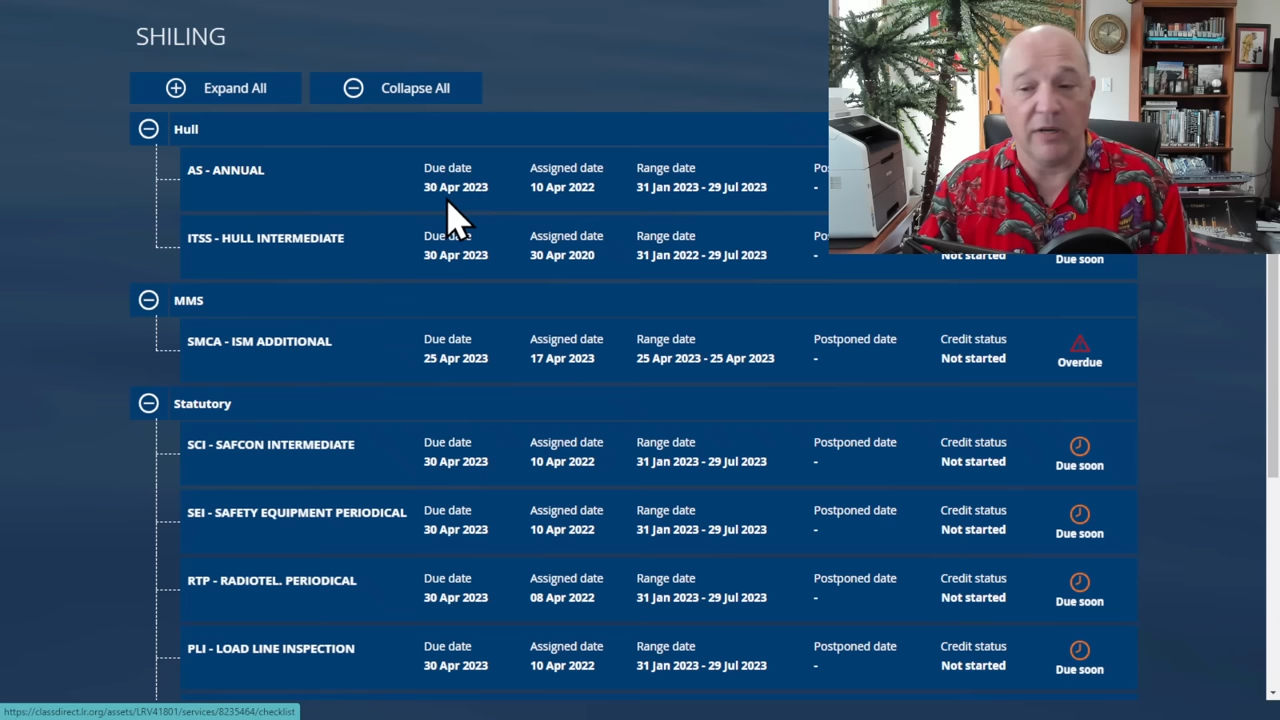 SHILING
Expand All
Collapse All
Hull
AS - ANNUAL
Due date
Assigned date
Range date
30 Apr 2023
10 Apr 2022
31 Jan 2023 - 29 Jul 2023
-
ITSS - HULL INTERMEDIATE
Due date
Assigned date
Range date
30 Apr 2023
30 Apr 2020
31 Jan 2022 - 29 Jul 2023
-
Not started
Due soon
MMS
SMCA - ISM ADDITIONAL
Due date
Assigned date
Range date
Postponed date
Credit status
25 Apr 2023
17 Apr 2023
25 Apr 2023 - 25 Apr 2023
-
Not started
Overdue
Statutory
SCI - SAFCON INTERMEDIATE
Due date
Assigned date
Range date
Postponed date
Credit status
30 Apr 2023
10 Apr 2022
31 Jan 2023 - 29 Jul 2023
-
Not started
Due soon
SEI - SAFETY EQUIPMENT PERIODICAL
Due date
Assigned date
Range date
Postponed date
Credit status
30 Apr 2023
10 Apr 2022
31 Jan 2023 - 29 Jul 2023
-
Not started
Due soon
RTP - RADIOTEL. PERIODICAL
Due date
Assigned date
Range date
Postponed date
Credit status
30 Apr 2023
08 Apr 2022
31 Jan 2023 - 29 Jul 2023
-
Not started
Due soon
PLI - LOAD LINE INSPECTION
Due date
Assigned date
Range date
Postponed date
Credit status
30 Apr 2023
10 Apr 2022
31 Jan 2023 - 29 Jul 2023
-
Not started
Due soon
https://classdirect.lr.org/assets/LRV41801/services/8235464/checklist